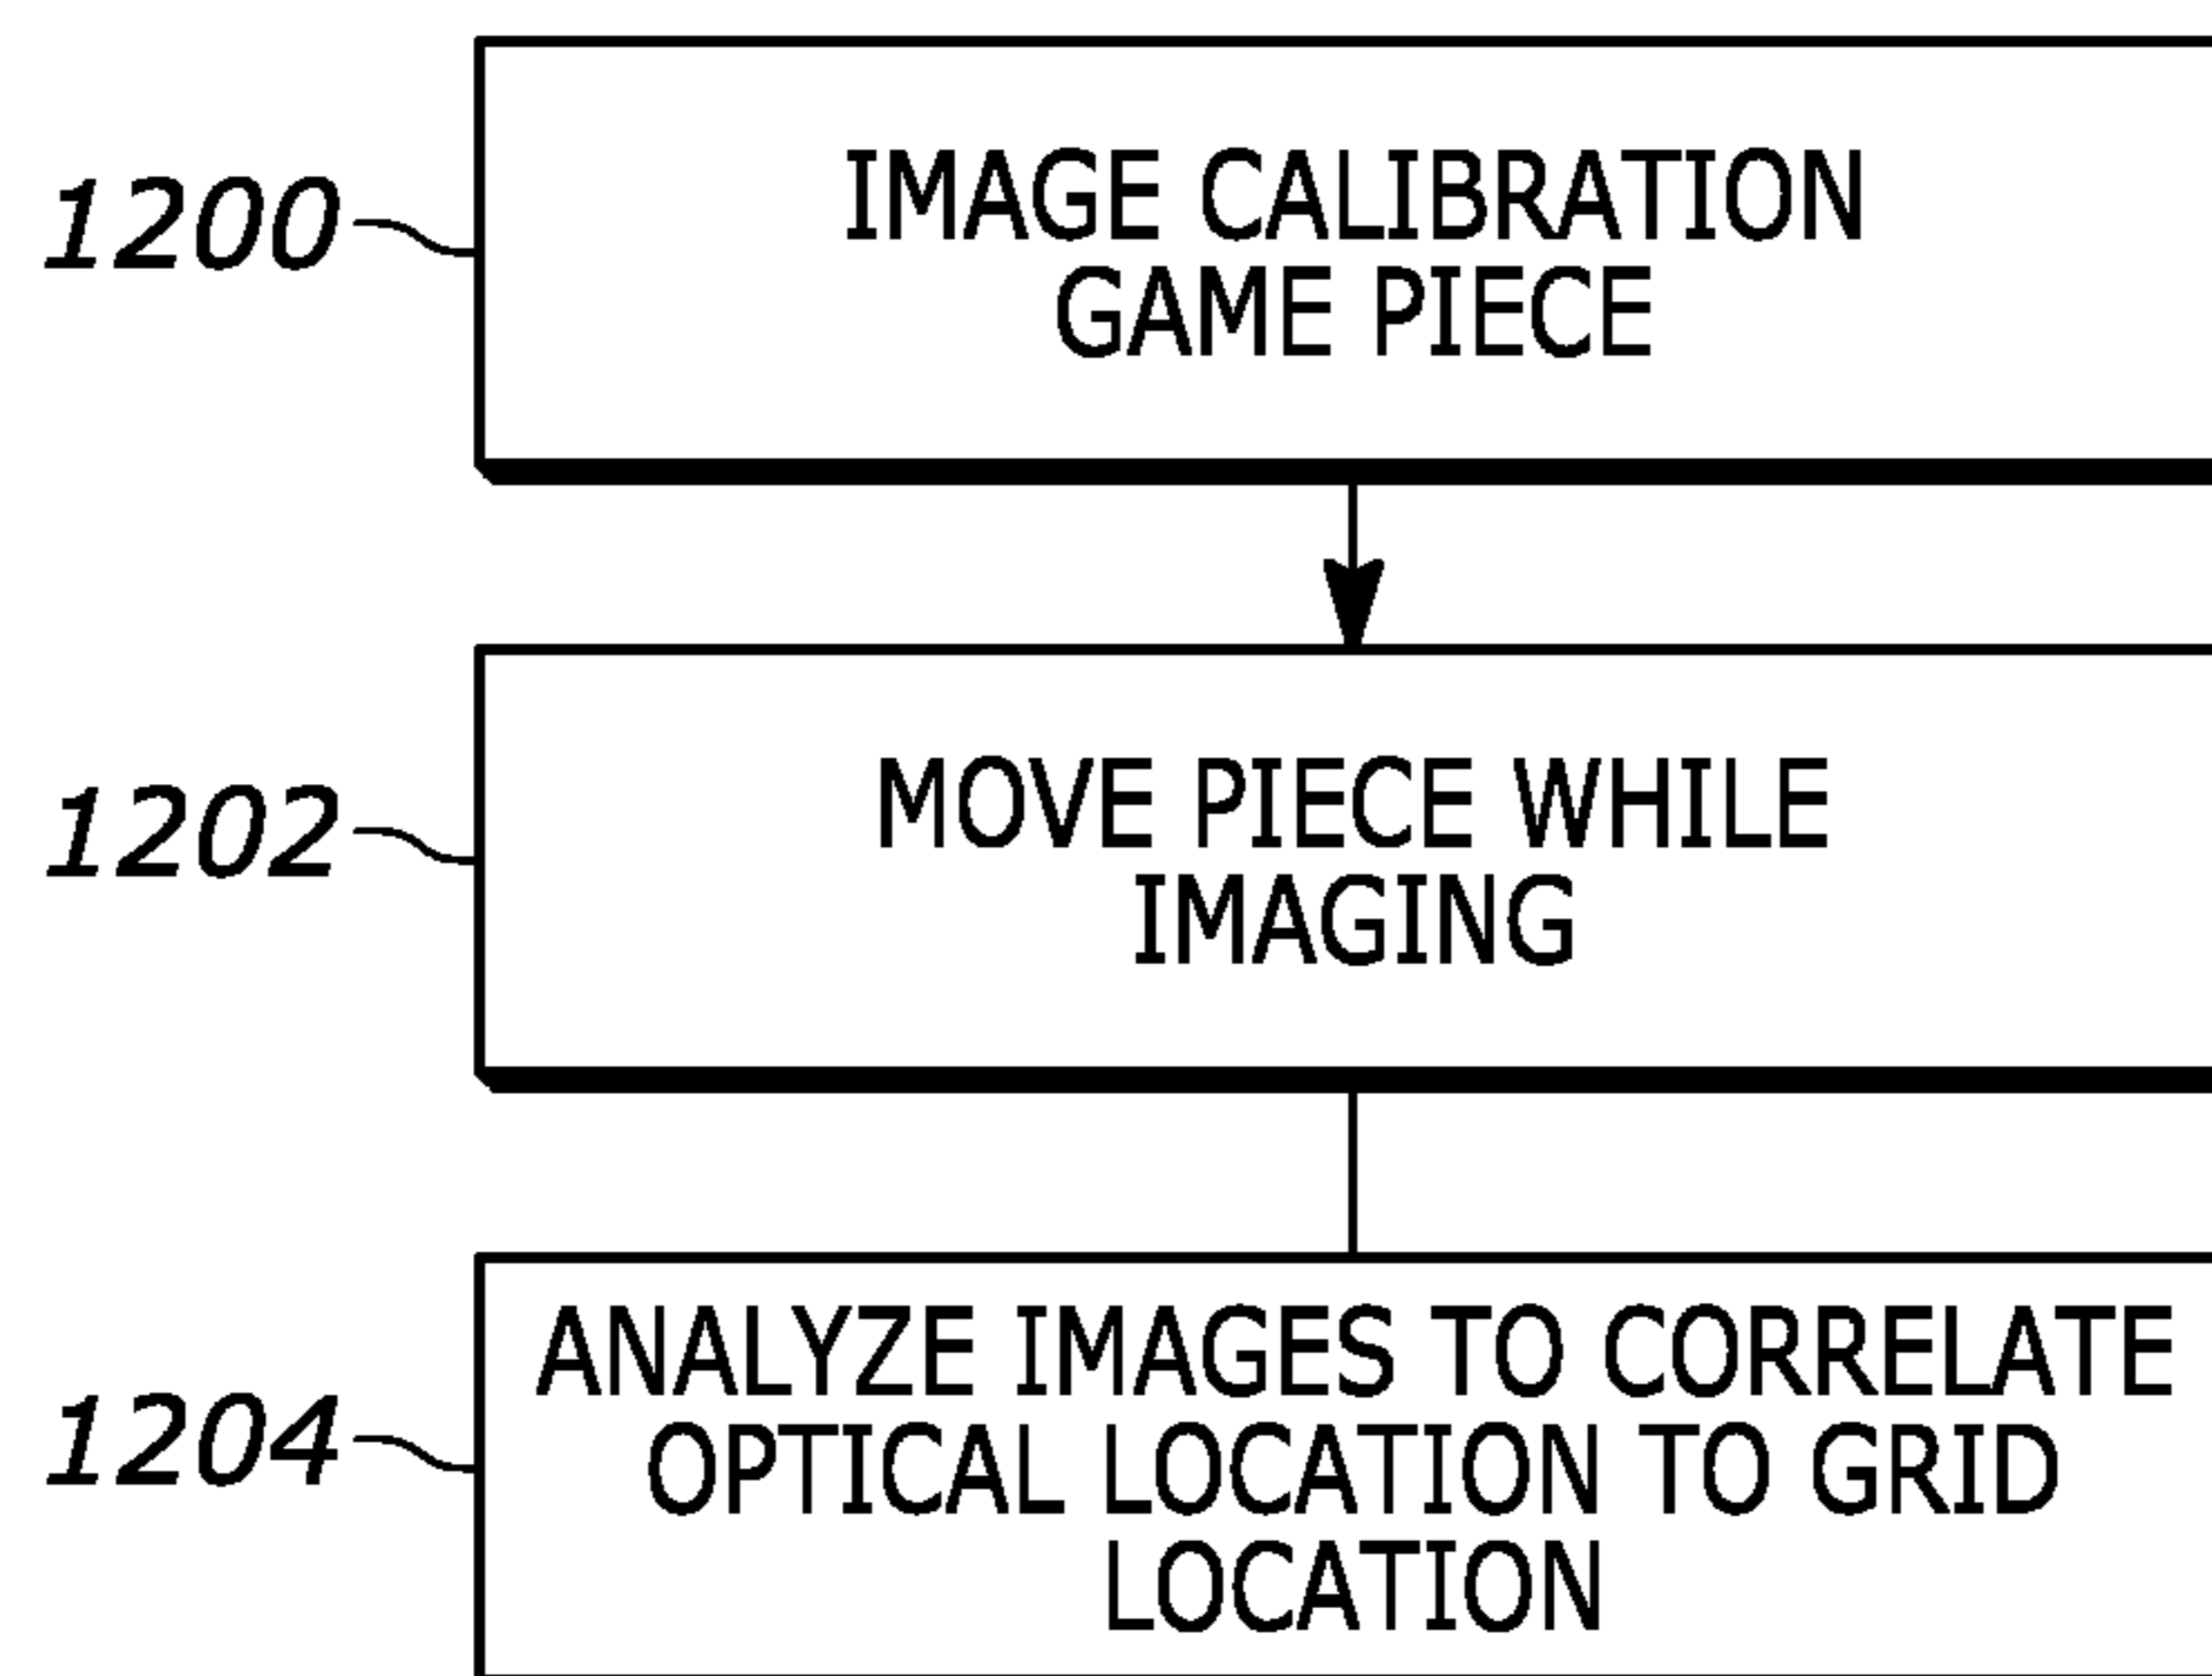 1200
IMAGE CALIBRATION
GAME PIECE
1202
MOVE PIECE WHILE
IMAGING
1204
ANALYZE IMAGES TO CORRELATE
OPTICAL LOCATION TO GRID
LOCATION